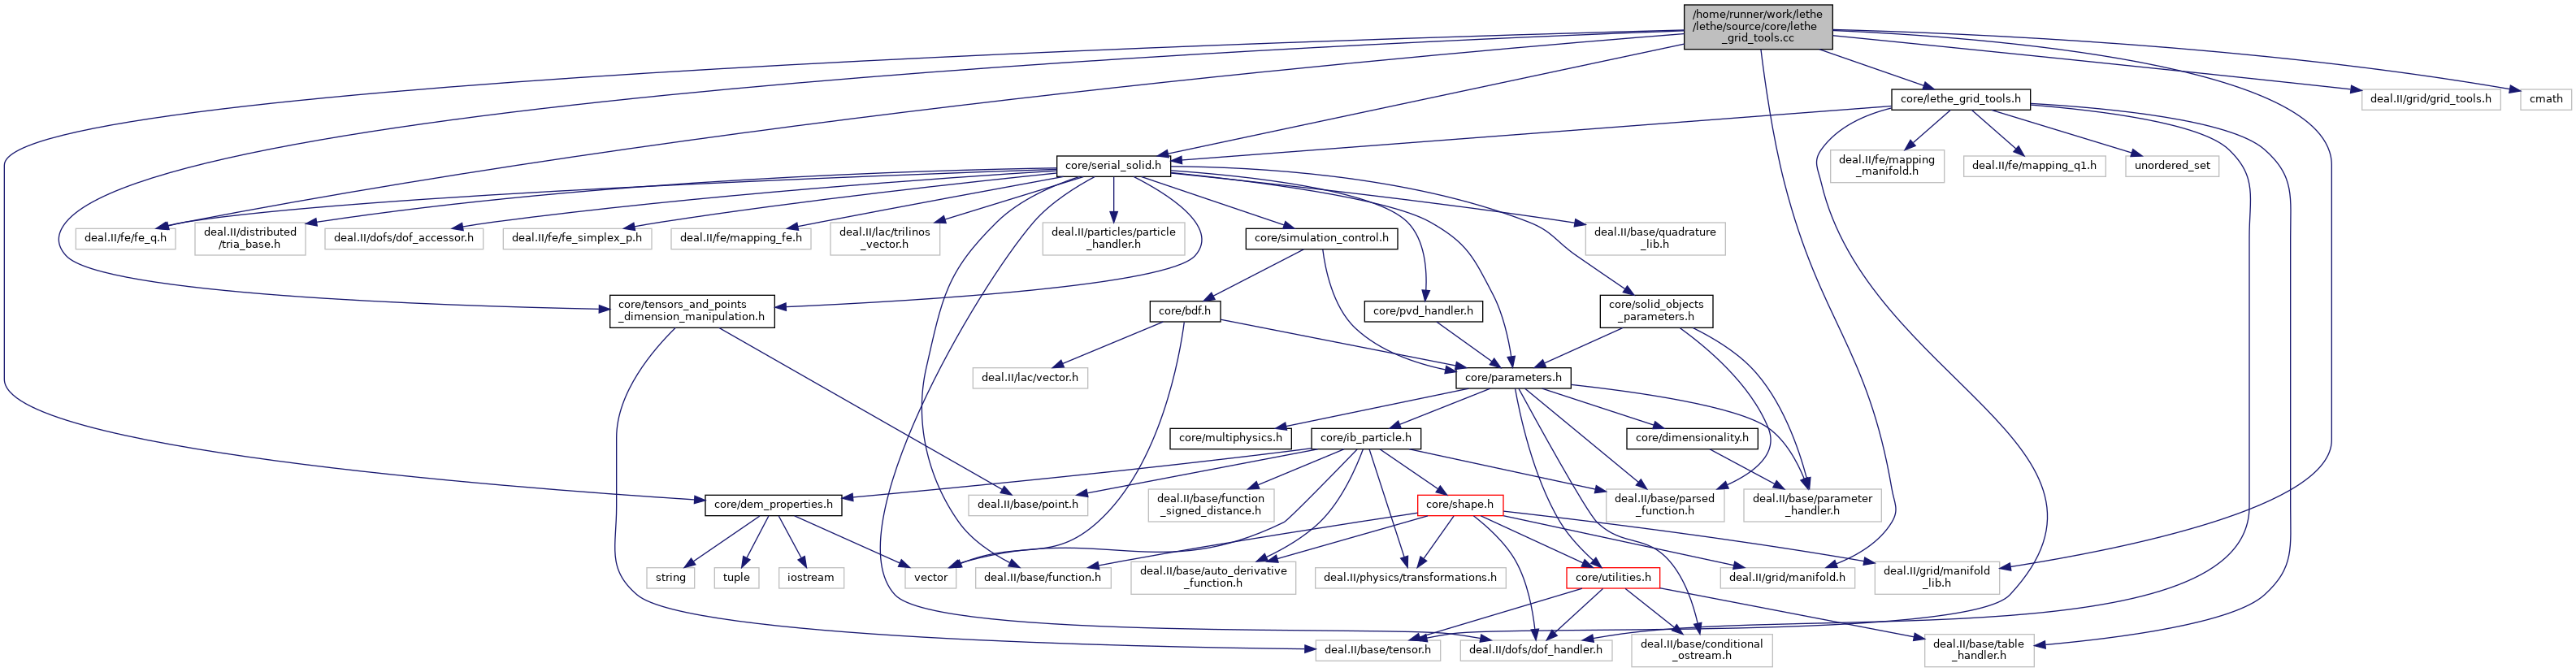 /home/runner/work/lethe
/lethe/source/core/lethe
_grid_tools.cc
core/lethe_grid_tools.h
deal.II/grid/grid_tools.h
cmath
core/serial_solid.h
deal.II/fe/mapping
_manifold.h
deal.II/fe/mapping_q1.h
unordered_set
deal.II/fe/fe_q.h
deal.II/distributed
/tria_base.h
deal.II/dofs/dof_accessor.h
deal.II/fe/fe_simplex_p.h
deal.II/fe/mapping_fe.h
deal.II/lac/trilinos
_vector.h
deal.II/particles/particle
_handler.h
core/simulation_control.h
deal.II/base/quadrature
_lib.h
core/tensors_and_points
_dimension_manipulation.h
core/bdf.h
core/pvd_handler.h
core/solid_objects
_parameters.h
deal.II/lac/vector.h
core/parameters.h
core/multiphysics.h
core/ib_particle.h
core/dimensionality.h
core/dem_properties.h
deal.II/base/point.h
deal.II/base/function
_signed_distance.h
core/shape.h
deal.II/base/parsed
_function.h
deal.II/base/parameter
_handler.h
string
tuple
iostream
vector
deal.II/base/function.h
deal.II/base/auto_derivative
_function.h
deal.II/physics/transformations.h
core/utilities.h
deal.II/grid/manifold.h
deal.II/grid/manifold
_lib.h
deal.II/base/tensor.h
deal.II/dofs/dof_handler.h
deal.II/base/conditional
_ostream.h
deal.II/base/table
_handler.h